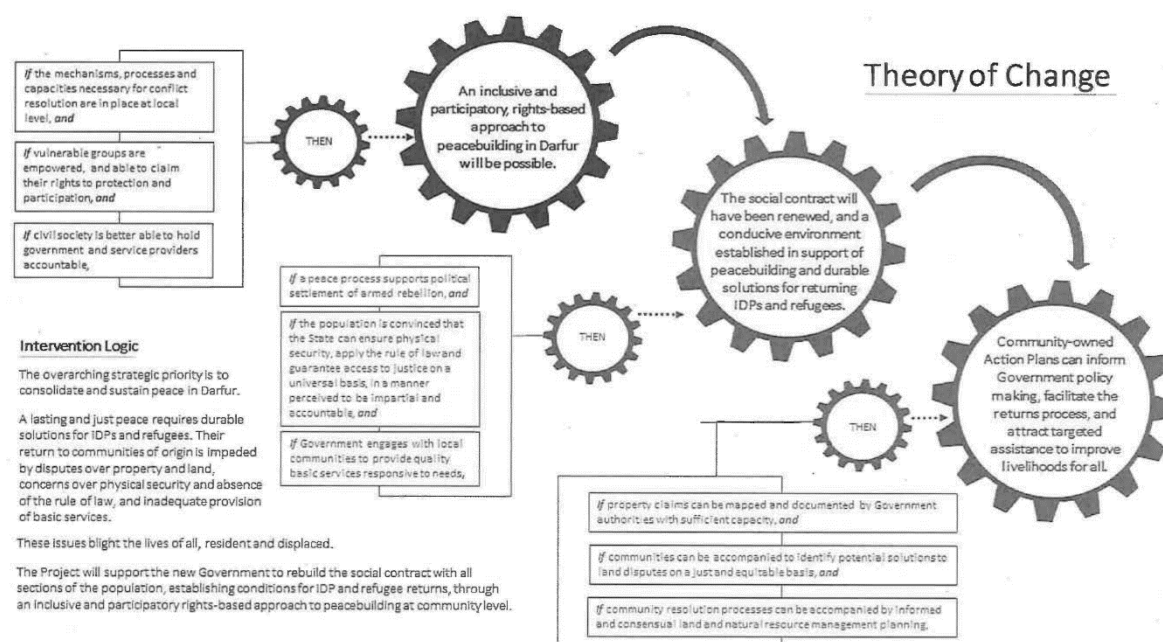 Theory of Change
If the mechanisms, processes and
capacities necessary for conflict
resolution are in place at local
level, and
If vulnerable groups are
empowered, and able to claim
their rights to protection and
participation, and
If civil society is better able to hold
government and service providers
accountable,
THEN
An inclusive and
participatory, rights-based
approach to
peacebuilding in Darfur
will be possible.
If a peace process supports political
settlement of armed rebellion, and
If the population is convinced that
the State can ensure physical
security, apply the rule of law and
guarantee access to justice on a
universal basis, in a manner
perceived to be impartial and
accountable, and
If Government engages with local
communities to provide quality
basic services responsive to needs,
THEN
The social contract will
have been renewed, and a
conducive environment
established in support of
peacebuilding and durable
solutions for returning
IDPs and refugees.
If property claims can be mapped and documented by Government
authorities with sufficient capacity, and
If communities can be accompanied to identify potential solutions to
land disputes on a just and equitable basis, and
If community resolution processes can be accompanied by informed
and consensual land and natural resource management planning,
THEN
Community-owned
Action Plans can inform
Government policy
making, facilitate the
returns process, and
attract targeted
assistance to improve
livelihoods for all.
Intervention Logic
The overarching strategic priority is to
consolidate and sustain peace in Darfur.
A lasting and just peace requires durable
solutions for IDPs and refugees. Their
return to communities of origin is impeded
by disputes over property and land,
concerns over physical security and absence
of the rule of law, and inadequate provision
of basic services.
These issues blight the lives of all, resident and displaced.
The Project will support the new Government to rebuild the social contract with all
sections of the population, establishing conditions for IDP and refugee returns, through
an inclusive and participatory rights-based approach to peacebuilding at community level.